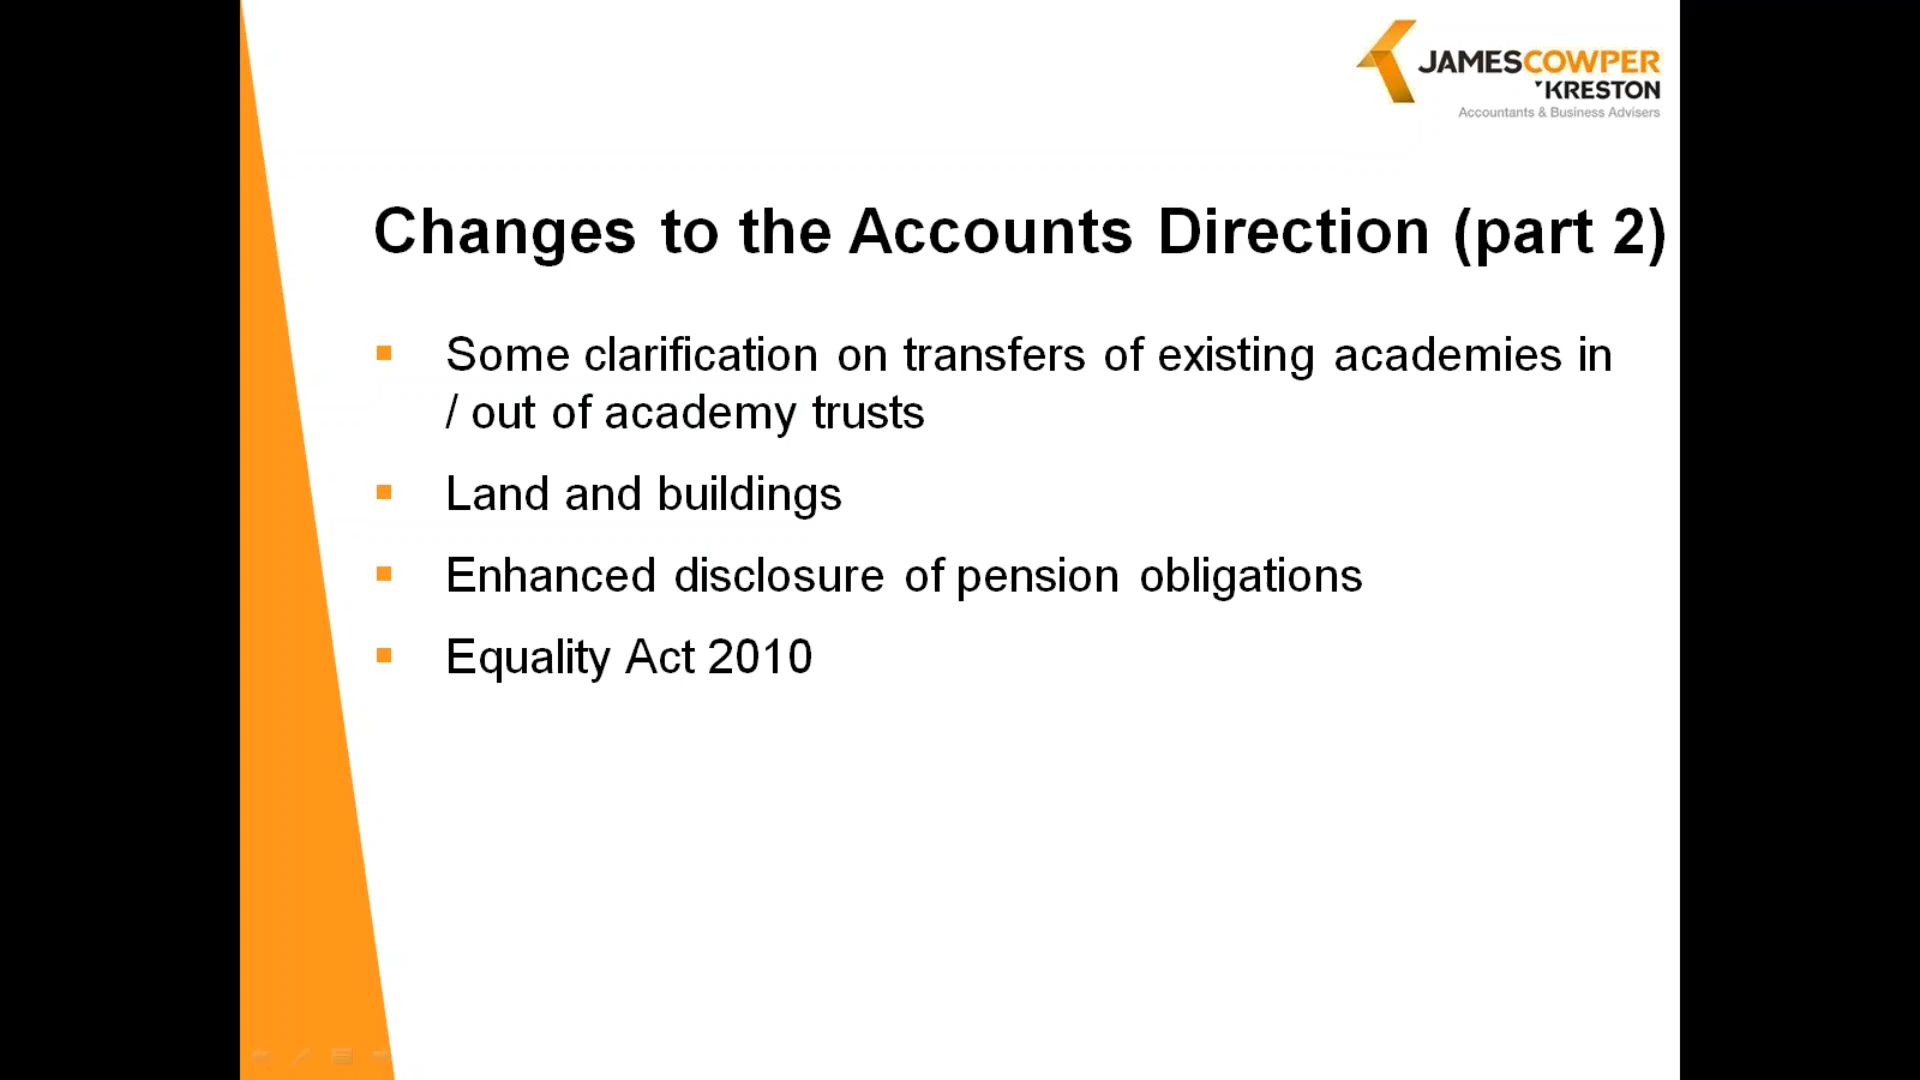 JAMESCOWPER
KRESTON
Accountants & Business Advisers
Changes to the Accounts Direction (part 2)
Some clarification on transfers of existing academies in
/ out of academy trusts
Land and buildings
Enhanced disclosure of pension obligations
Equality Act 2010